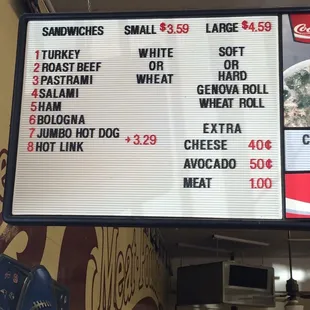 SANDWICHES SMALL $3.59 LARGE $4.59
1 TURKEY WHITE SOFT
2 ROAST BEEF OR OR
3 PASTRAMI WHEAT HARD
4 SALAMI GENOVA ROLL
5 HAM WHEAT ROLL
6 BOLOGNA
7 JUMBO HOT DOG → 3.29 EXTRA
8 HOT LINK CHEESE 40¢
AVOCADO 50¢
MEAT 1.00